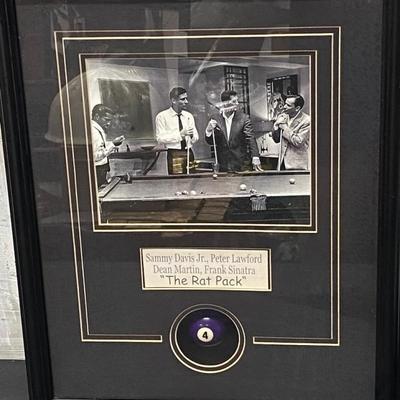 Sammy Davis Jr., Peter Lawford
Dean Martin, Frank Sinatra
"The Rat Pack"
4